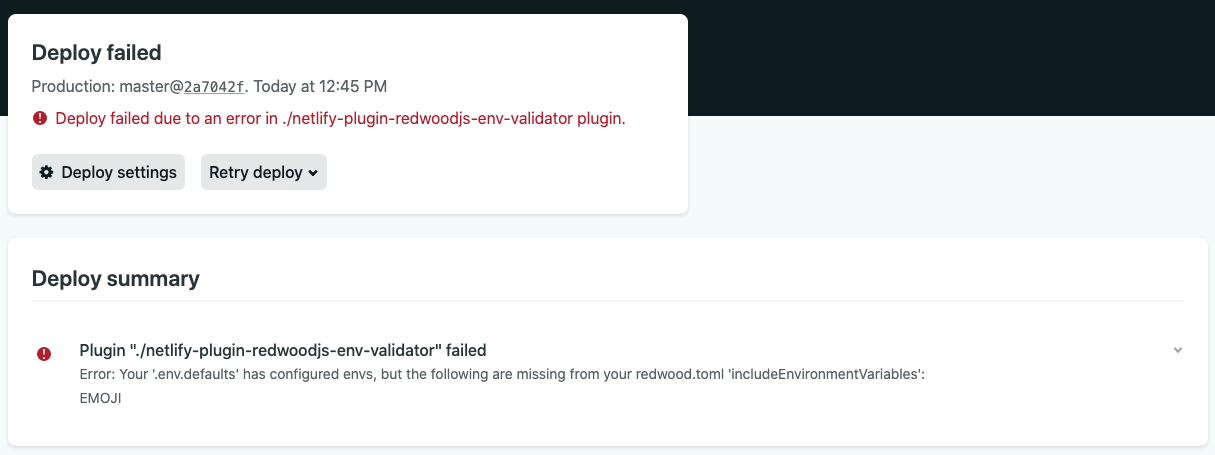 Deploy failed
Production: master@2a7042f. Today at 12:45 PM
Deploy failed due to an error in ./netlify-plugin-redwoodjs-env-validator plugin.
Deploy settings
Retry deploy
Deploy summary
Plugin "./netlify-plugin-redwoodjs-env-validator" failed
Error: Your '.env.defaults' has configured envs, but the following are missing from your redwood.toml 'includeEnvironmentVariables':
EMOJI